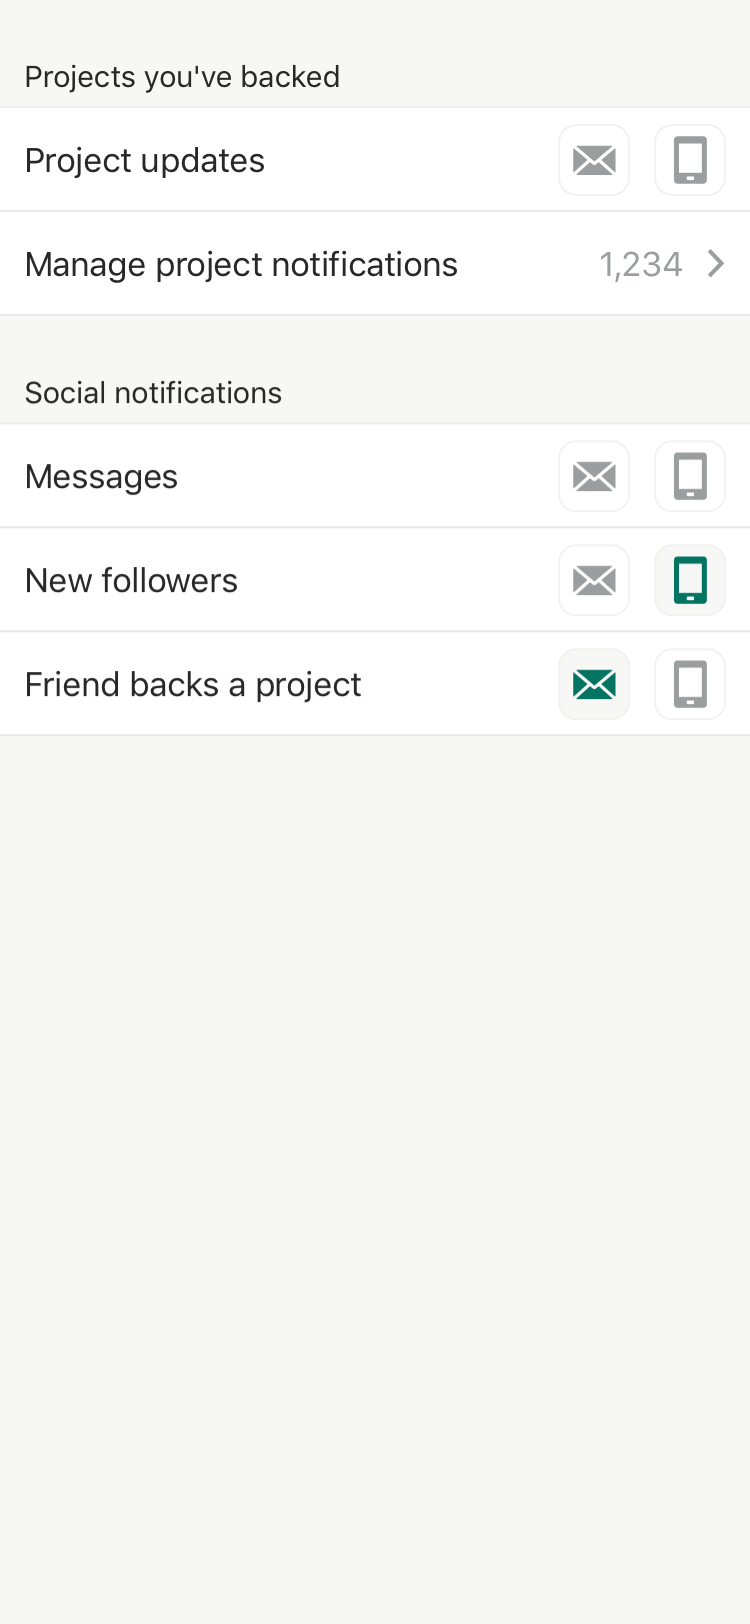 Projects you've backed
Project updates
Manage project notifications 1,234
Social notifications
Messages
New followers
Friend backs a project